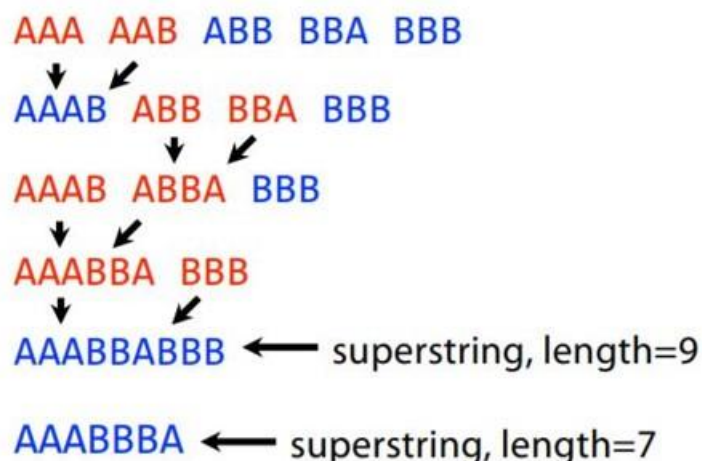 AAA AAB ABB BBA BBB
AAAB ABB BBA BBB
AAAB ABBA BBB
AAABBA BBB
AAABBABBB superstring, length=9
AAABBBA superstring, length=7